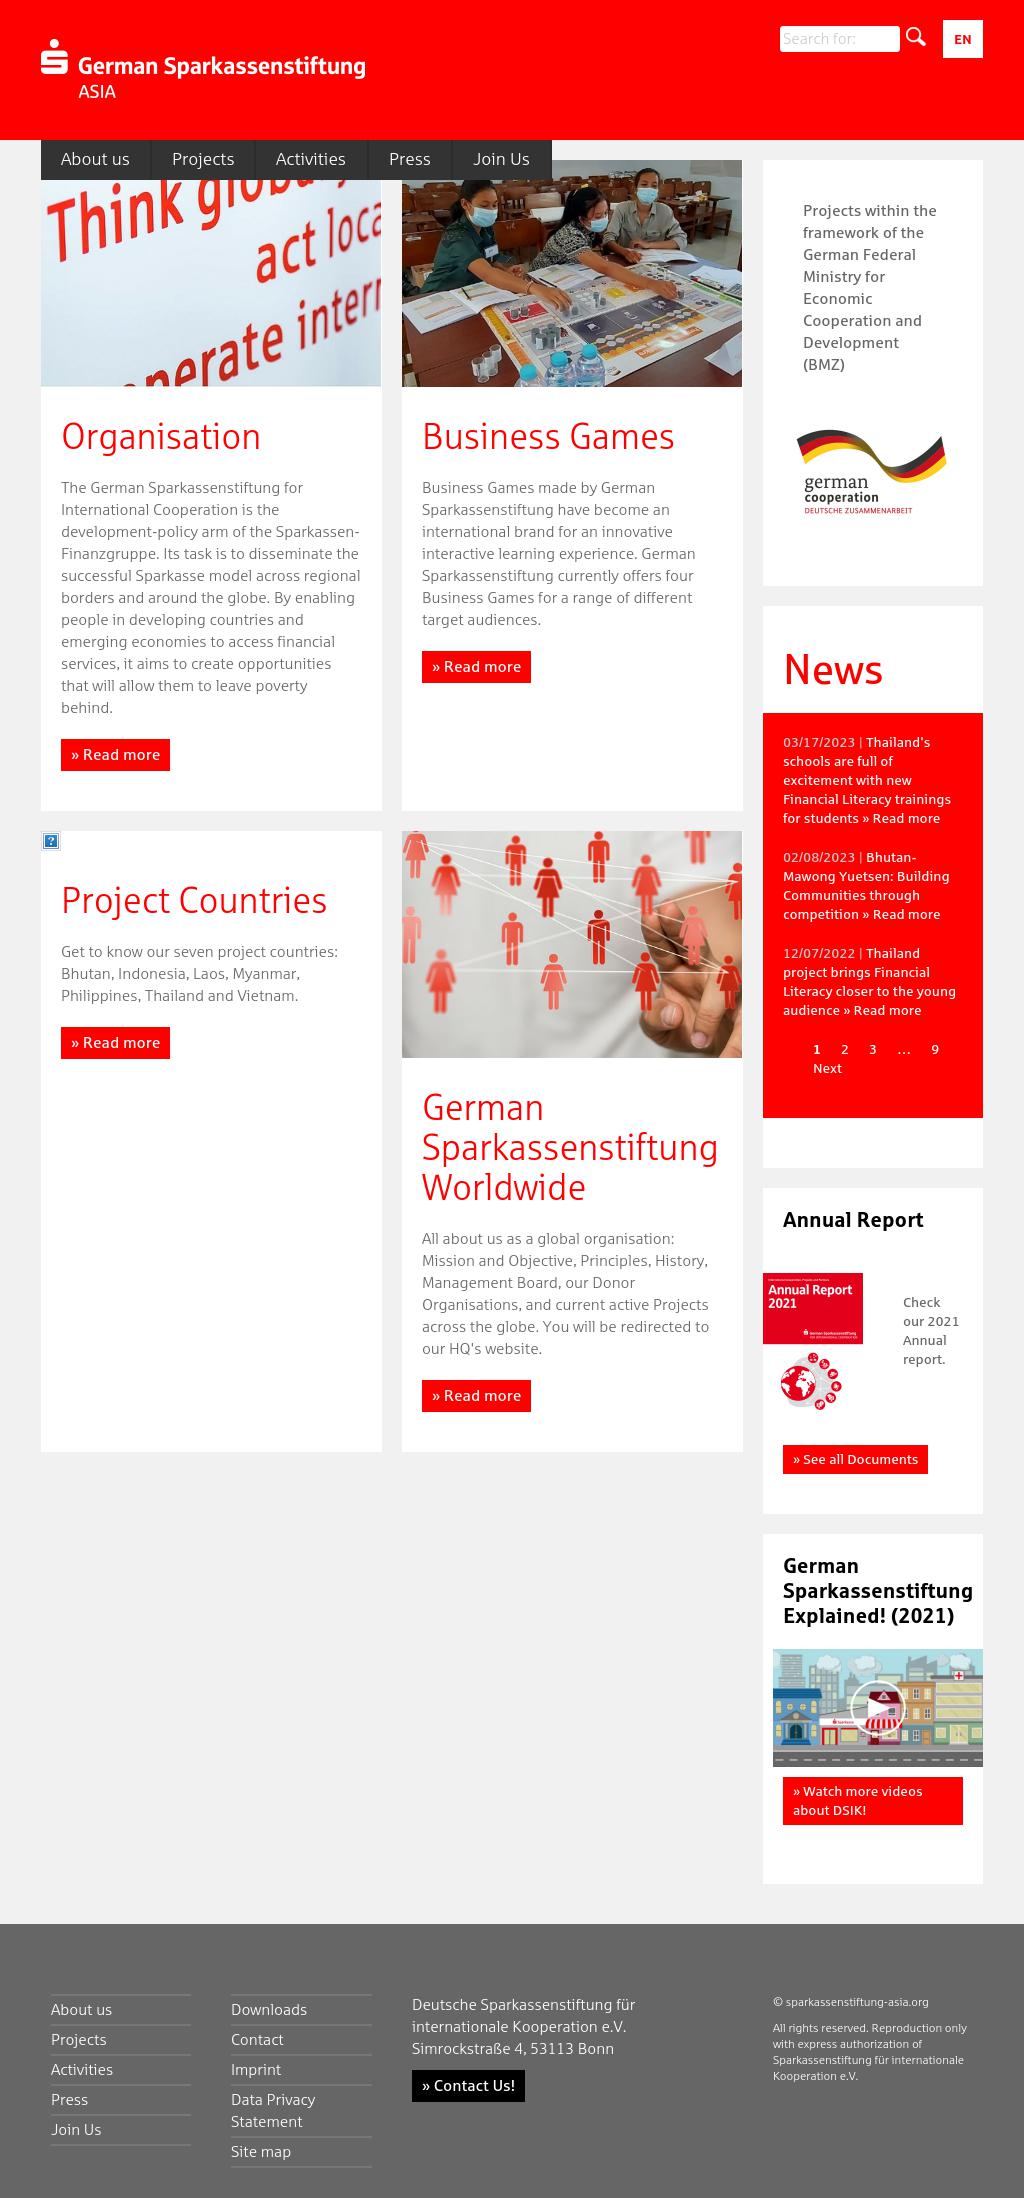 German Sparkassenstiftung
ASIA
Search for:
EN
About us
Projects
Activities
Press
Join Us
Think
act
Organisation
The German Sparkassenstiftung for
International Cooperation is the
development-policy arm of the Sparkassen-
Finanzgruppe. Its task is to disseminate the
successful Sparkasse model across regional
borders and around the globe. By enabling
people in developing countries and
emerging economies to access financial
services, it aims to create opportunities
that will allow them to leave poverty
behind.
» Read more
Business Games
Business Games made by German
Sparkassenstiftung have become an
international brand for an innovative
interactive learning experience. German
Sparkassenstiftung currently offers four
Business Games for a range of different
target audiences.
» Read more
Project Countries
Get to know our seven project countries:
Bhutan, Indonesia, Laos, Myanmar,
Philippines, Thailand and Vietnam.
» Read more
German
Sparkassenstiftung
Worldwide
All about us as a global organisation:
Mission and Objective, Principles, History,
Management Board, our Donor
Organisations, and current active Projects
across the globe. You will be redirected to
our HQ's website.
» Read more
Projects within the
framework of the
German Federal
Ministry for
Economic
Cooperation and
Development
(BMZ)
german
cooperation
DEUTSCHE ZUSAMMENARBEIT
News
03/17/2023 | Thailand's
schools are full of
excitement with new
Financial Literacy trainings
for students » Read more
02/08/2023 | Bhutan-
Mawong Yuetsen: Building
Communities through
competition » Read more
12/07/2022 | Thailand
project brings Financial
Literacy closer to the young
audience » Read more
1 2 3 … 9
Next
Annual Report
Annual Report
2021
German Sparkassenstiftung
Check
our 2021
Annual
report.
» See all Documents
German
Sparkassenstiftung
Explained! (2021)
Sparkasse
» Watch more videos
about DSIK!
About us
Projects
Activities
Press
Join Us
Downloads
Contact
Imprint
Data Privacy
Statement
Site map
Deutsche Sparkassenstiftung für
internationale Kooperation e.V.
Simrockstraße 4, 53113 Bonn
» Contact Us!
© sparkassenstiftung-asia.org
All rights reserved. Reproduction only
with express authorization of
Sparkassenstiftung für internationale
Kooperation e.V.